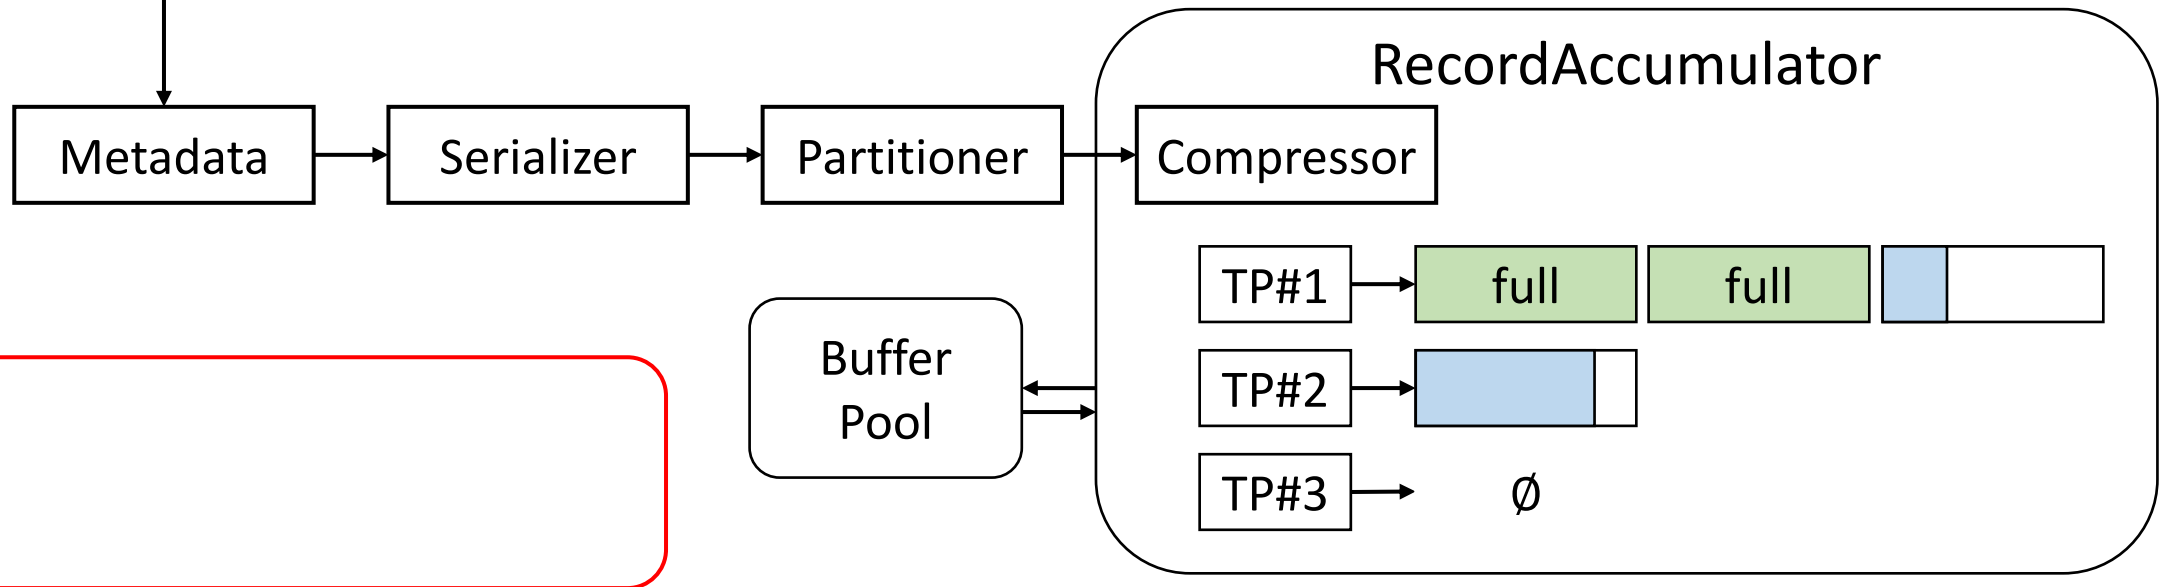 RecordAccumulator
Metadata
Serializer
Partitioner
Compressor
TP#1
full
full
Buffer
Pool
TP#2
TP#3
∅